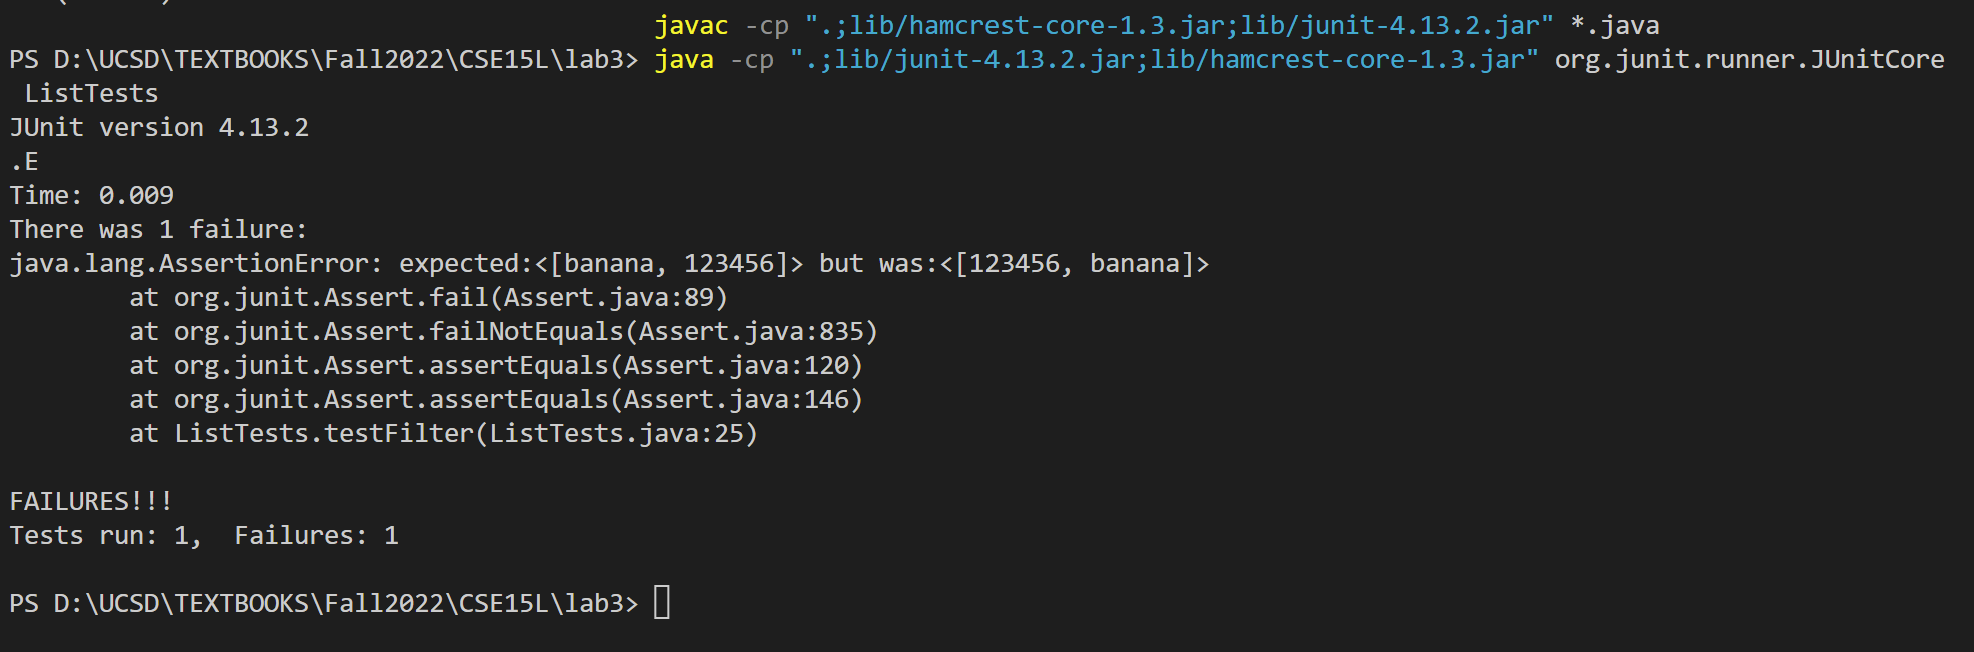 javac -cp ".;lib/hamcrest-core-1.3.jar;lib/junit-4.13.2.jar" *.java
PS D:\UCSD\TEXTBOOKS\Fall2022\CSE15L\lab3> java -cp ".;lib/junit-4.13.2.jar;lib/hamcrest-core-1.3.jar" org.junit.runner.JUnitCore
 ListTests
JUnit version 4.13.2
.E
Time: 0.009
There was 1 failure:
java.lang.AssertionError: expected:<[banana, 123456]> but was:<[123456, banana]>
        at org.junit.Assert.fail(Assert.java:89)
        at org.junit.Assert.failNotEquals(Assert.java:835)
        at org.junit.Assert.assertEquals(Assert.java:120)
        at org.junit.Assert.assertEquals(Assert.java:146)
        at ListTests.testFilter(ListTests.java:25)
FAILURES!!!
Tests run: 1,  Failures: 1
PS D:\UCSD\TEXTBOOKS\Fall2022\CSE15L\lab3>